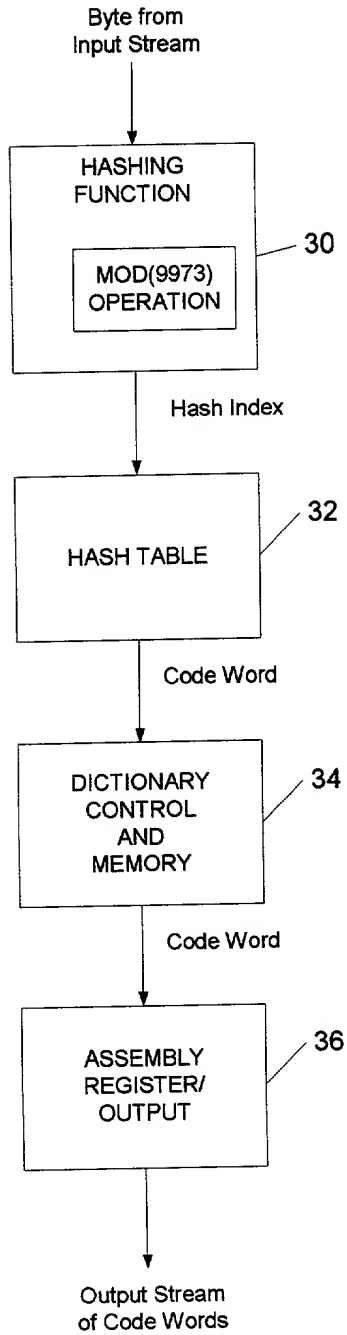 Byte from
Input Stream
HASHING
FUNCTION
MOD(9973)
OPERATION
30
Hash Index
32
HASH TABLE
Code Word
DICTIONARY
CONTROL
AND
MEMORY
34
Code Word
ASSEMBLY
REGISTER/
OUTPUT
36
Output Stream
of Code Words